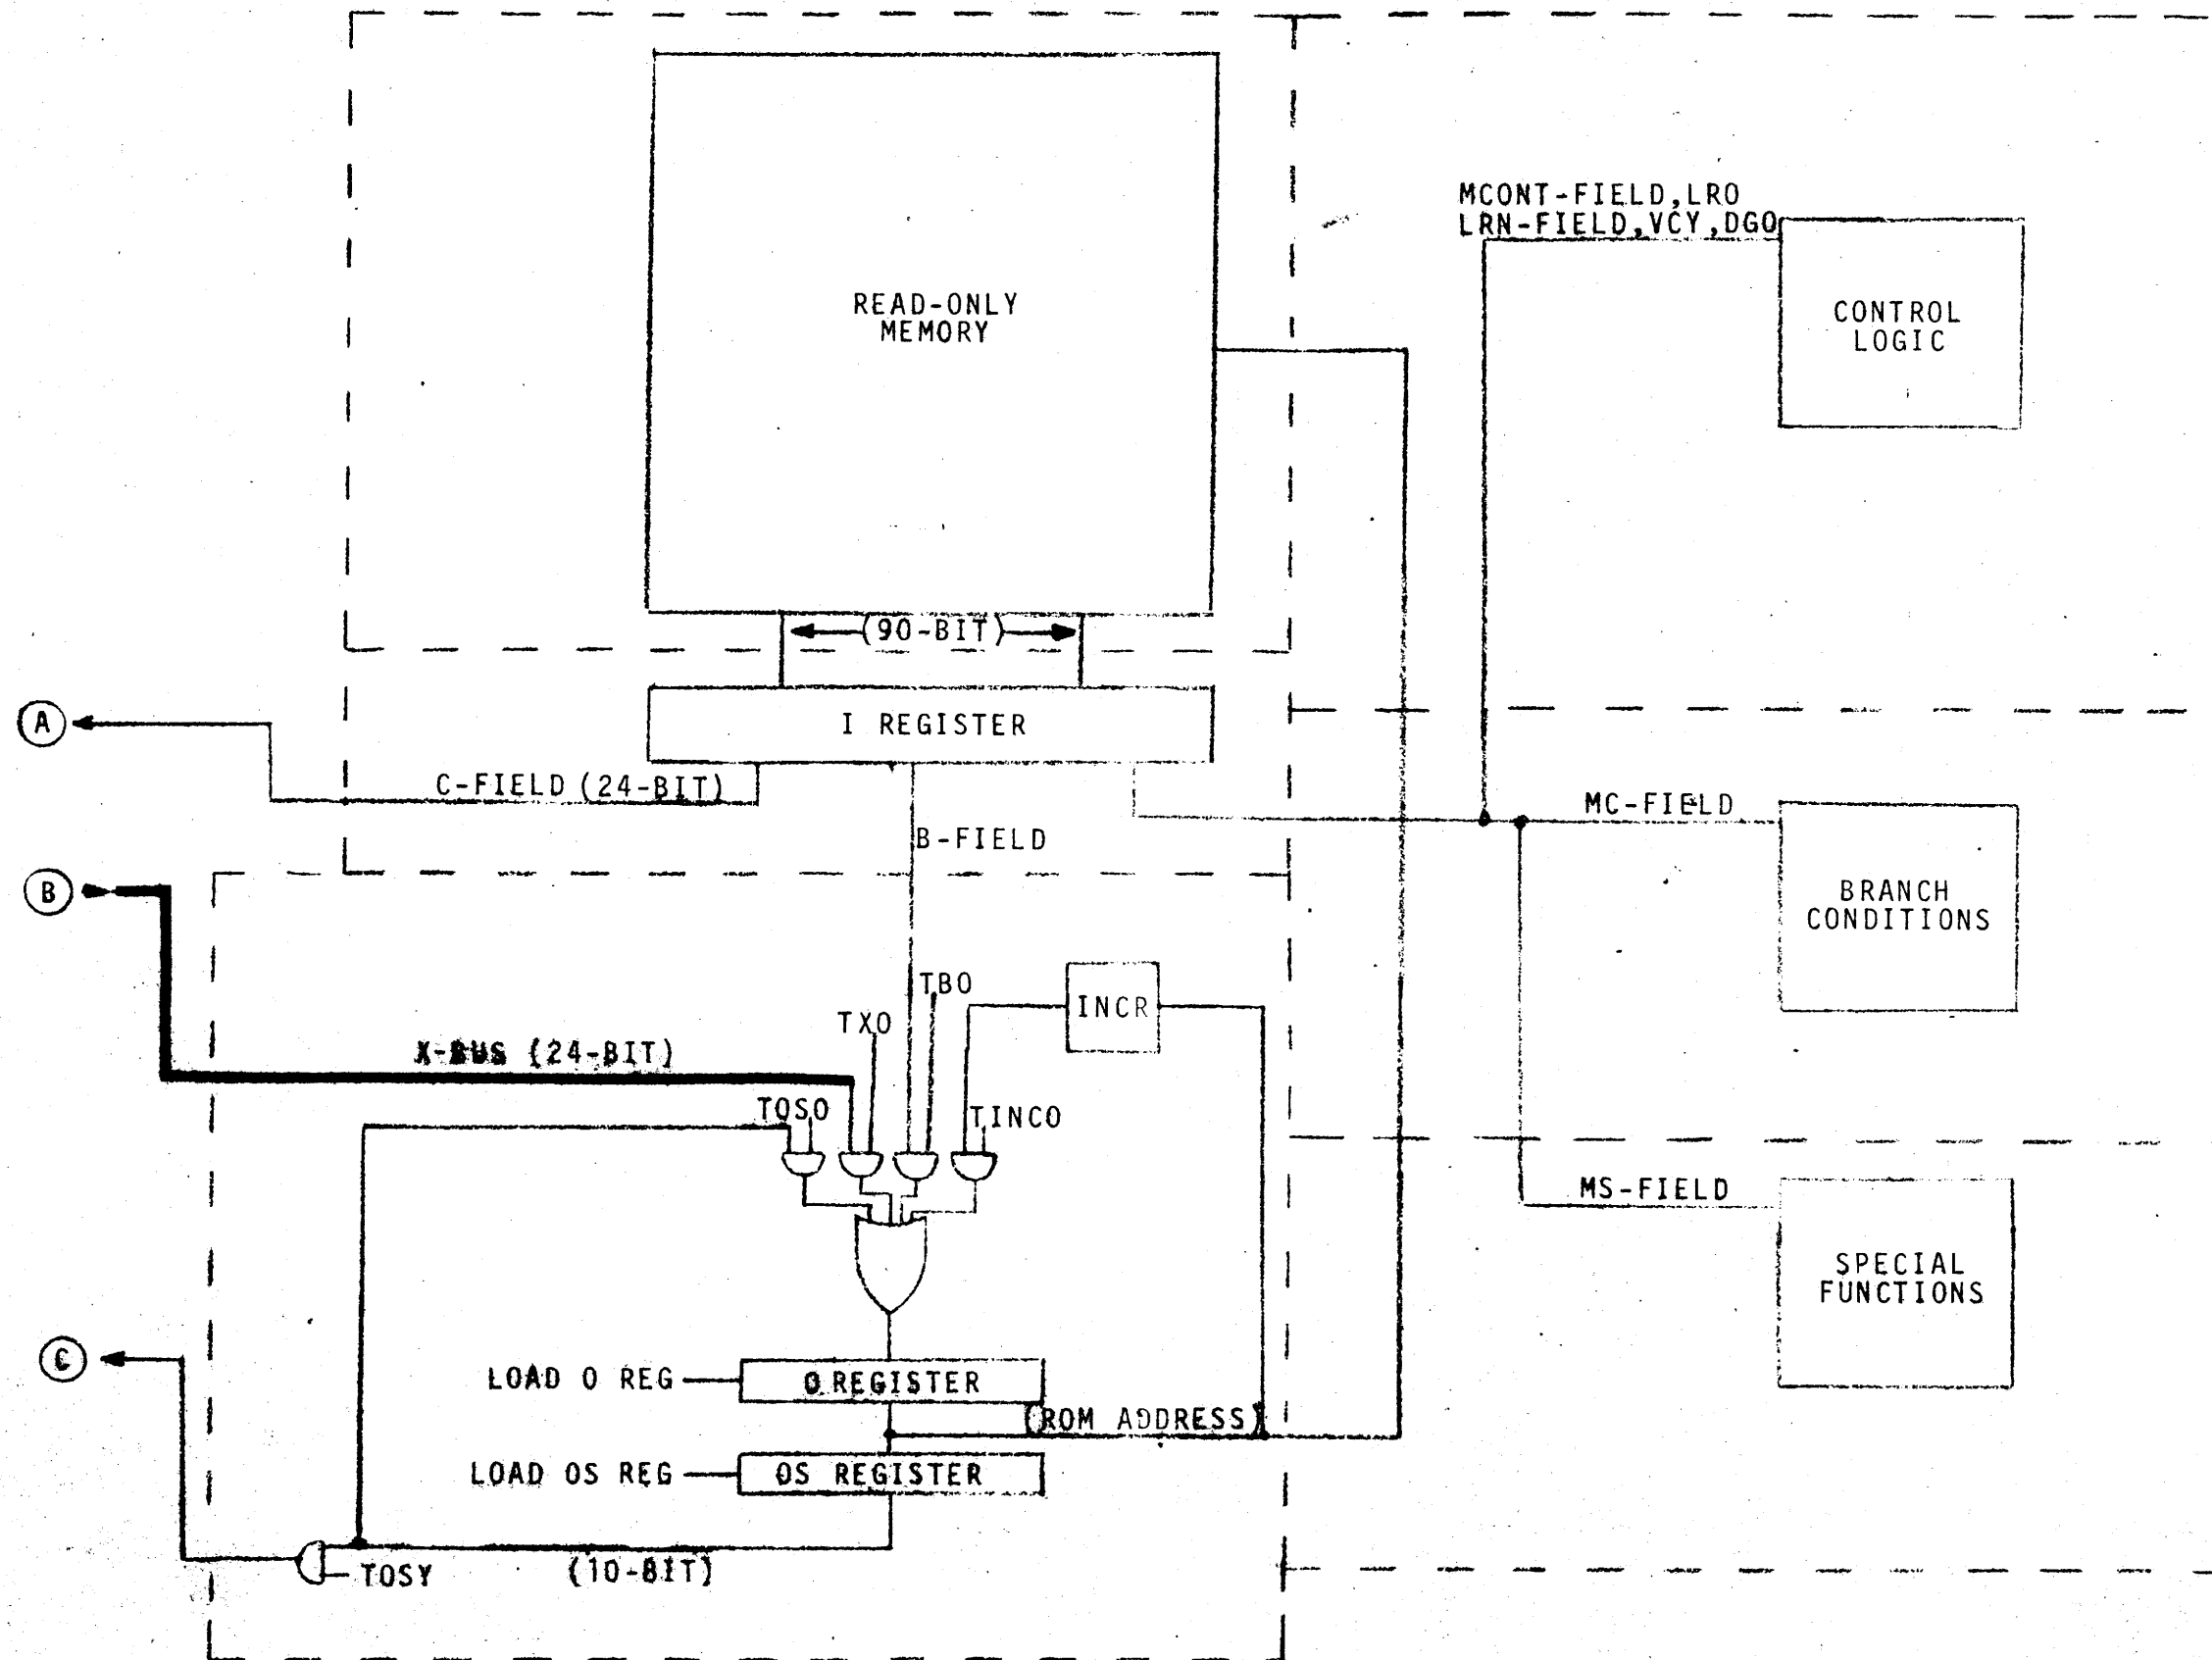 MCONT-FIELD,LRO
LRN-FIELD,VCY,DGO
READ-ONLY
MEMORY
CONTROL
LOGIC
(90-BIT)
A
I REGISTER
C-FIELD (24-BIT)
MC-FIELD
B-FIELD
B
BRANCH
CONDITIONS
TBO
INCR
TXO
X-BUS (24-BIT)
TOSO
TINCO
MS-FIELD
SPECIAL
FUNCTIONS
C
LOAD O REG
O REGISTER
(ROM ADDRESS)
LOAD OS REG
OS REGISTER
TOSY
(10-BIT)